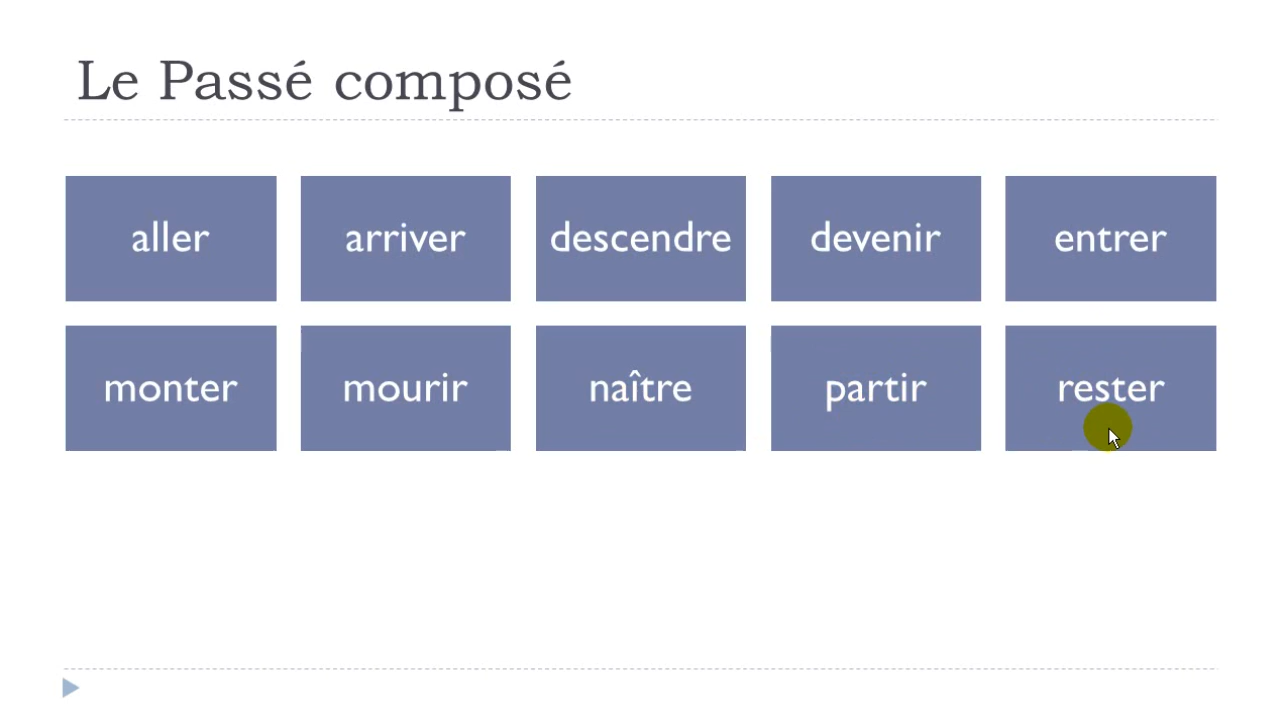 Le Passé composé
aller
arriver
descendre
devenir
entrer
monter
mourir
naître
partir
rester